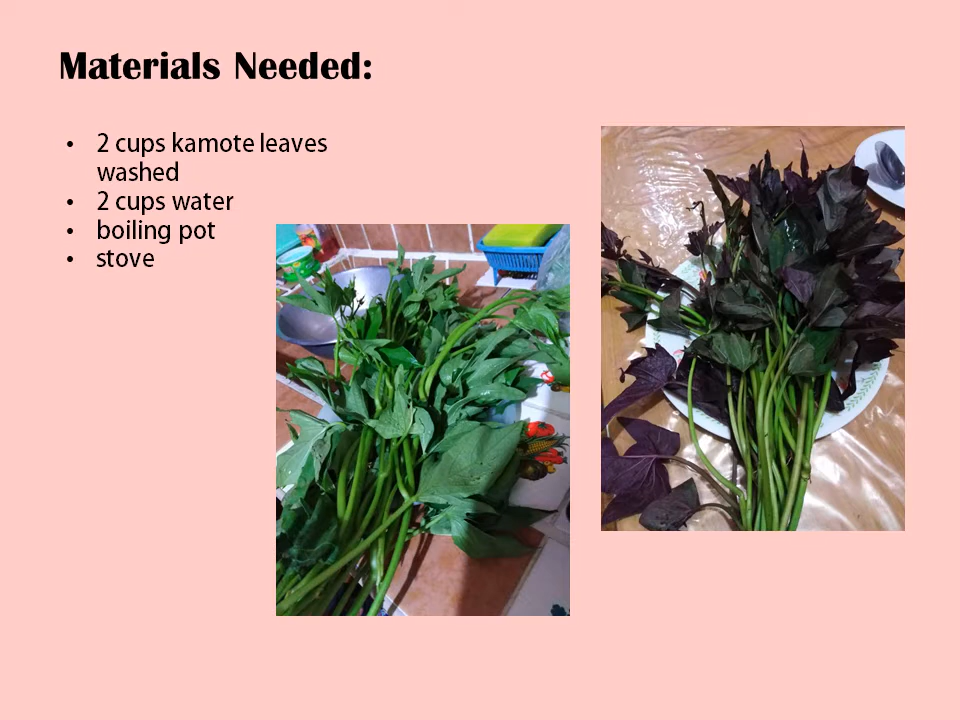 Materials Needed:
• 2 cups kamote leaves
washed
• 2 cups water
• boiling pot
• stove